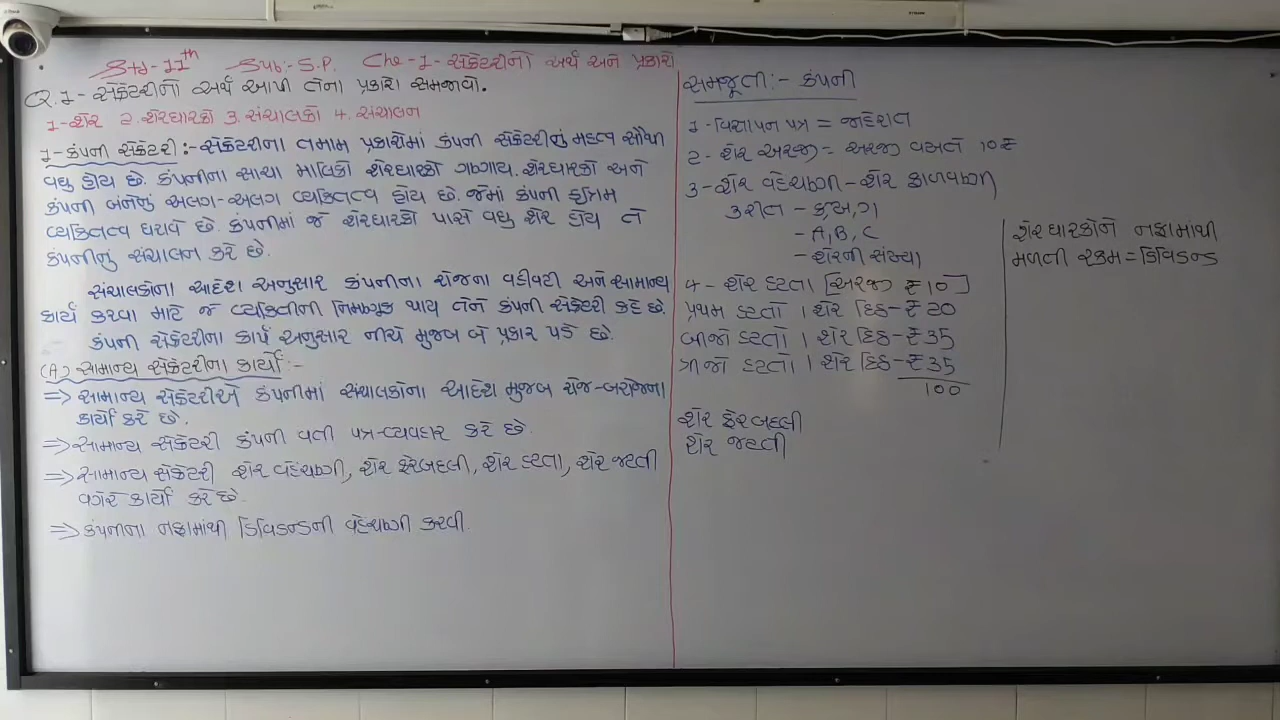 Std-11th Sub:-S.P. Che-1-સેક્રેટરીનો અર્થ અને પ્રકારો
Q.1-સેક્રેટરીનો અર્થ આપી તેના પ્રકારો સમજાવો.
1-શેર 2.શેરધારકો 3.સંચાલકો 4.સંચાલન
1-કંપની સેક્રેટરી:-સેક્રેટરીના તમામ પ્રકારોમાં કંપની સેક્રેટરીનું મહત્વ સૌથી
વધુ હોય છે. કંપનીના સાચા માલિકો શેરધારકો ગણાય. શેરધારકો અને
કંપની બંનેનું અલગ-અલગ વ્યક્તિત્વ હોય છે. જેમાં કંપની કૃત્રિમ
વ્યક્તિત્વ ધરાવે છે. કંપનીમાં જે શેરધારકો પાસે વધુ શેર હોય તે
કંપનીનું સંચાલન કરે છે.
સંચાલકોના આદેશ અનુસાર કંપનીના રોજના વહીવટી અને સામાન્ય
કાર્ય કરવા માટે જે વ્યક્તિની નિમણૂક થાય તેને કંપની સેક્રેટરી કહે છે.
કંપની સેક્રેટરીના કાર્ય અનુસાર નીચે મુજબ બે પ્રકાર પડે છે.
(A) સામાન્ય સેક્રેટરીના કાર્યો:-
⇒ સામાન્ય સેક્રેટરીએ કંપનીમાં સંચાલકોના આદેશ મુજબ રોજ-બરોજના
કાર્યો કરે છે.
⇒ સામાન્ય સેક્રેટરી કંપની વતી પત્ર-વ્યવહાર કરે છે.
⇒ સામાન્ય સેક્રેટરી શેર વહેંચણી, શેર ફેરબદલી, શેર હપ્તા, શેર જપ્તી
વગેરે કાર્યો કરે છે.
⇒ કંપનીના નફામાંથી ડિવિડન્ડની વહેંચણી કરવી.
સમજૂતી:- કંપની
1-વિજ્ઞાપન પત્ર = જાહેરાત
2- શેર અરજી = અરજી વખતે 10 ₹
3-શેર વહેંચણી-શેર ફાળવણી
3રીત - ક,ખ,ગ
- A, B, C
- શેરની સંખ્યા
4- શેર હપ્તા [અરજી ₹ 10]
પ્રથમ હપ્તો 1 શેર દિઠ-₹ 20
બીજો હપ્તો 1 શેર દિઠ-₹ 35
ત્રીજો હપ્તો 1 શેર દિઠ-₹ 35
100
શેર ફેરબદલી
શેર જપ્તી
શેરધારકોને નફામાંથી
મળતી રકમ = ડિવિડન્ડ